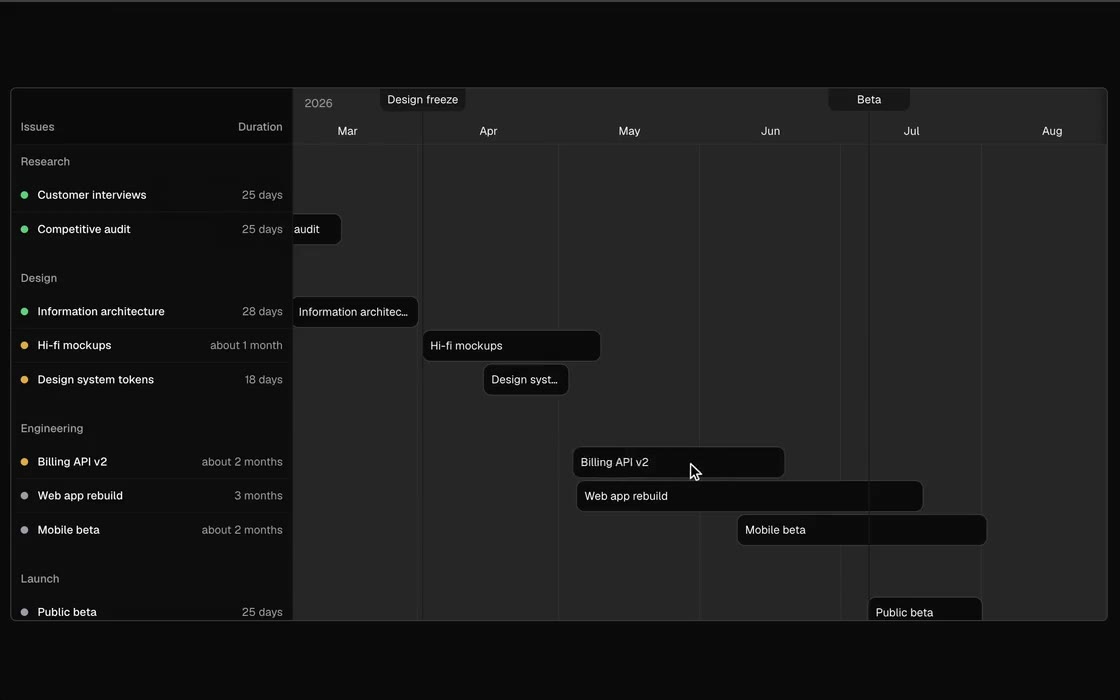 2026 Design freeze Beta
Issues Duration Mar Apr May Jun Jul Aug
Research
Customer interviews 25 days
Competitive audit 25 days audit
Design
Information architecture 28 days Information architec…
Hi-fi mockups about 1 month Hi-fi mockups
Design system tokens 18 days Design syst…
Engineering
Billing API v2 about 2 months Billing API v2
Web app rebuild 3 months Web app rebuild
Mobile beta about 2 months Mobile beta
Launch
Public beta 25 days Public beta